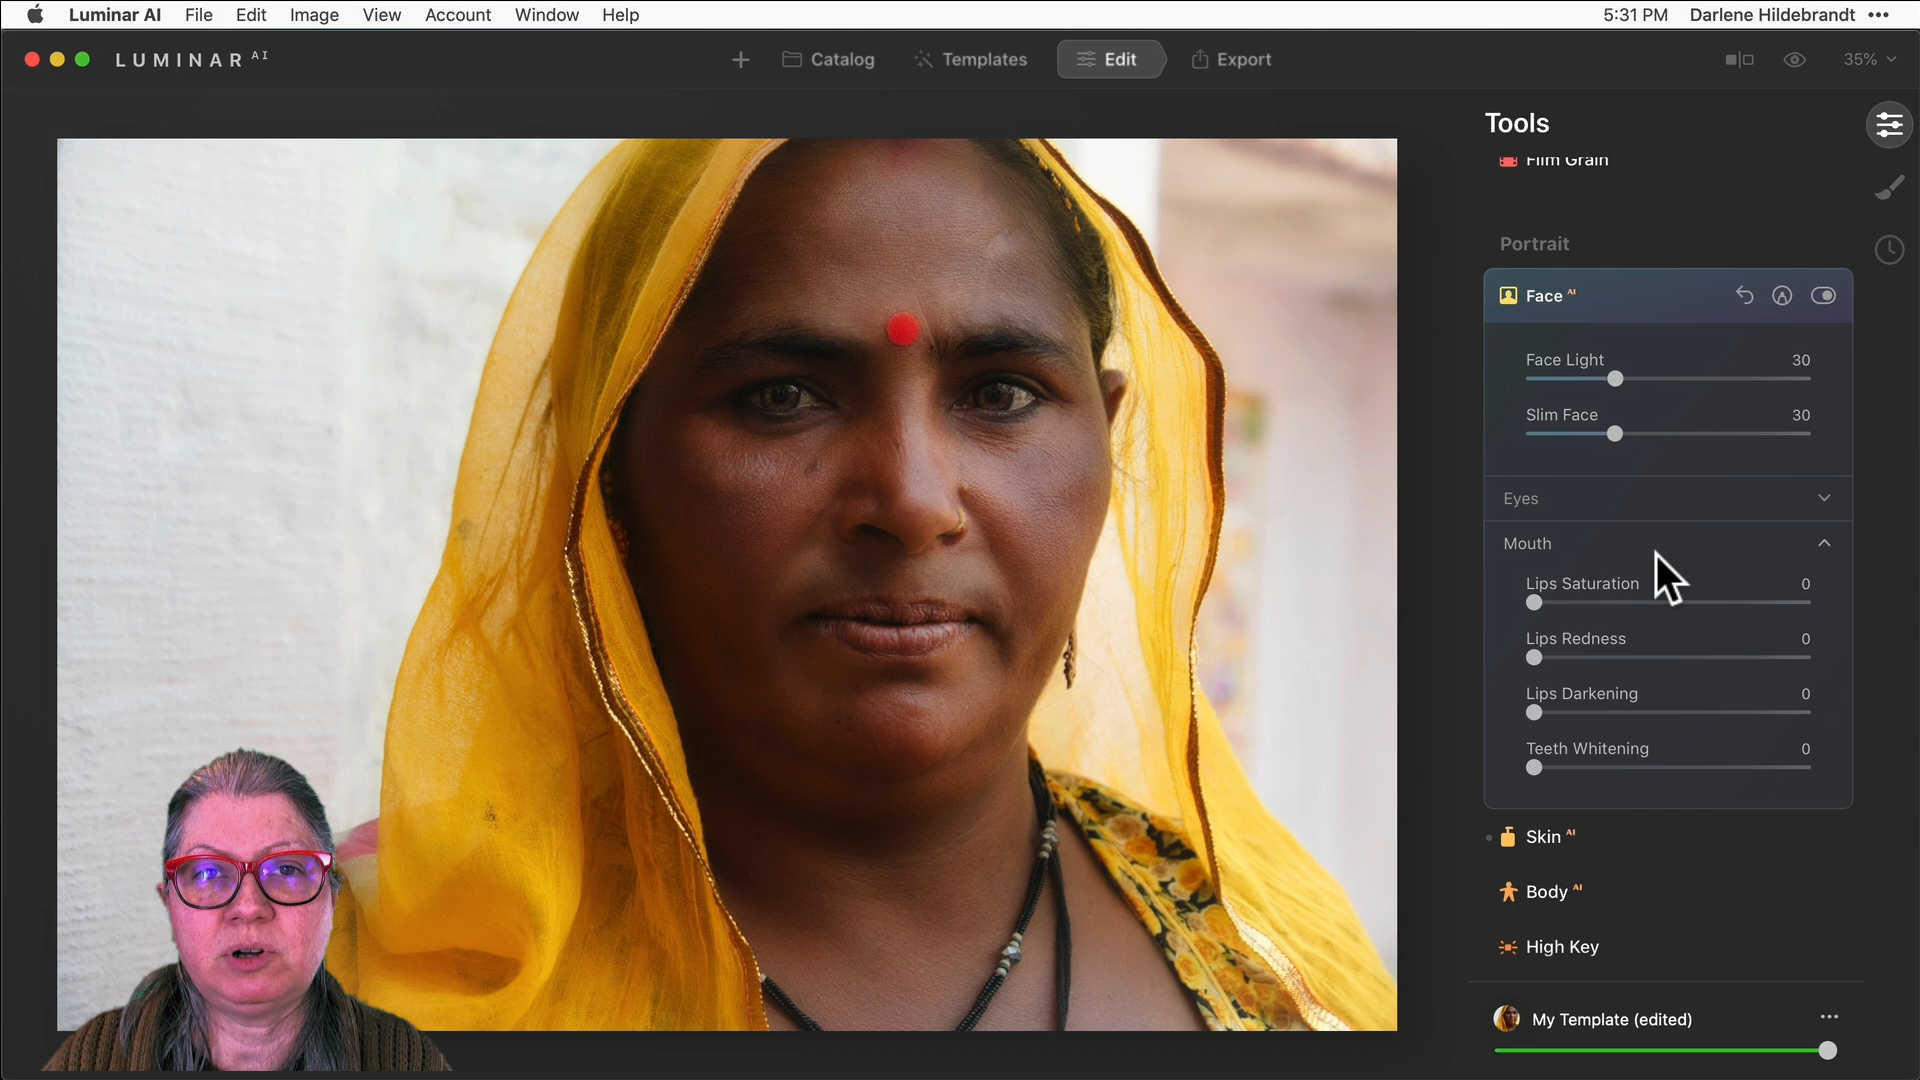 Luminar AI File Edit Image View Account Window Help 5:31 PM Darlene Hildebrandt
LUMINAR AI Catalog Templates Edit Export 35%
Tools
Film Grain
Portrait
Face AI
Face Light 30
Slim Face 30
Eyes
Mouth
Lips Saturation 0
Lips Redness 0
Lips Darkening 0
Teeth Whitening 0
Skin AI
Body AI
High Key
My Template (edited)